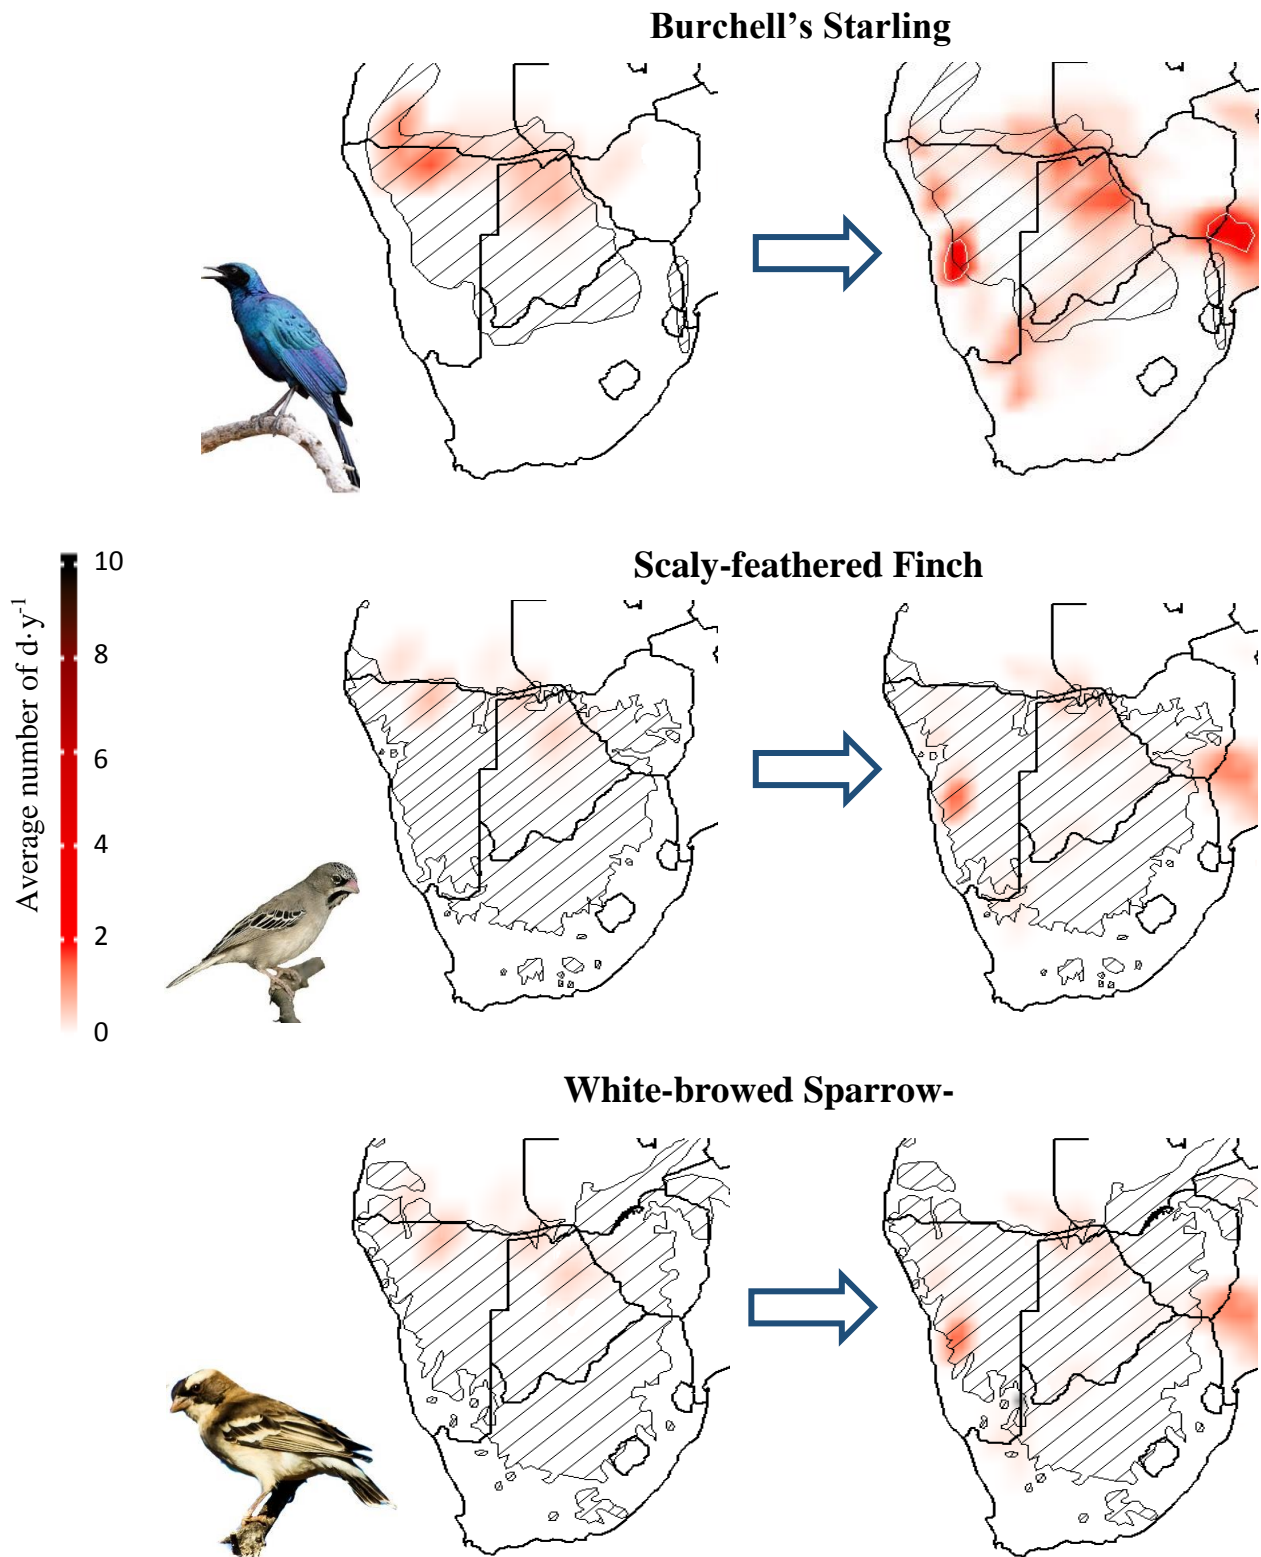 Burchell’s Starling
Scaly-feathered Finch
10
8
6
4
2
0
Average number of d·y⁻¹
White-browed Sparrow-